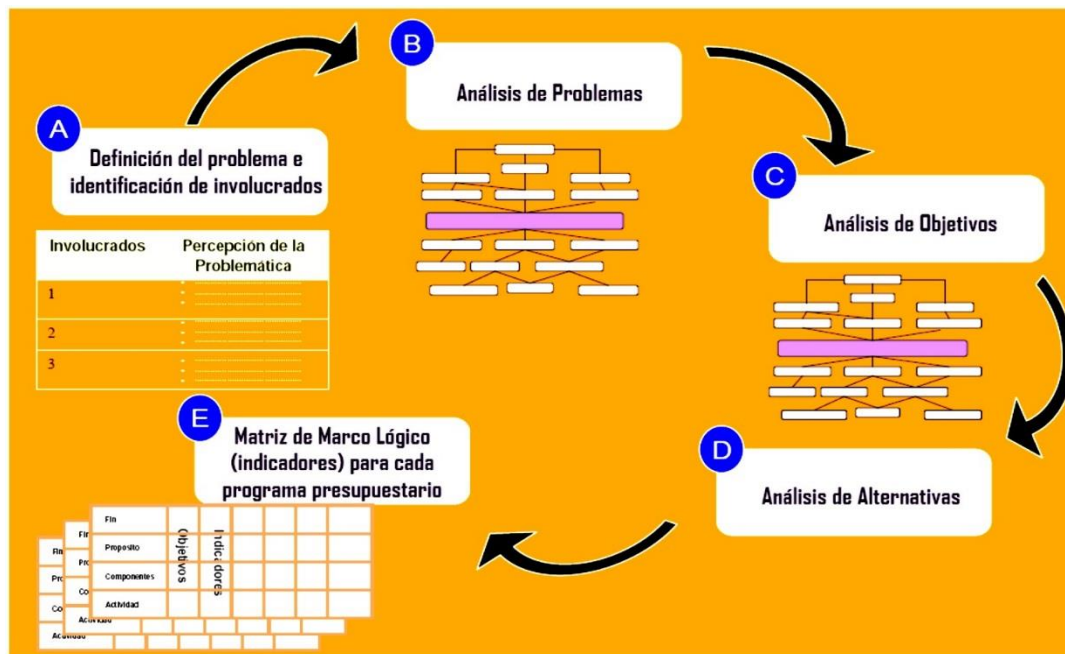 A
Definición del problema e
identificación de involucrados
Involucrados
Percepción de la
Problemática
1
2
3
B
Análisis de Problemas
C
Análisis de Objetivos
D
Análisis de Alternativas
E
Matriz de Marco Lógico
(indicadores) para cada
programa presupuestario
Fin
Proposito
Componentes
Actividad
Objetivos
Indicadores
Actividad
Actividad